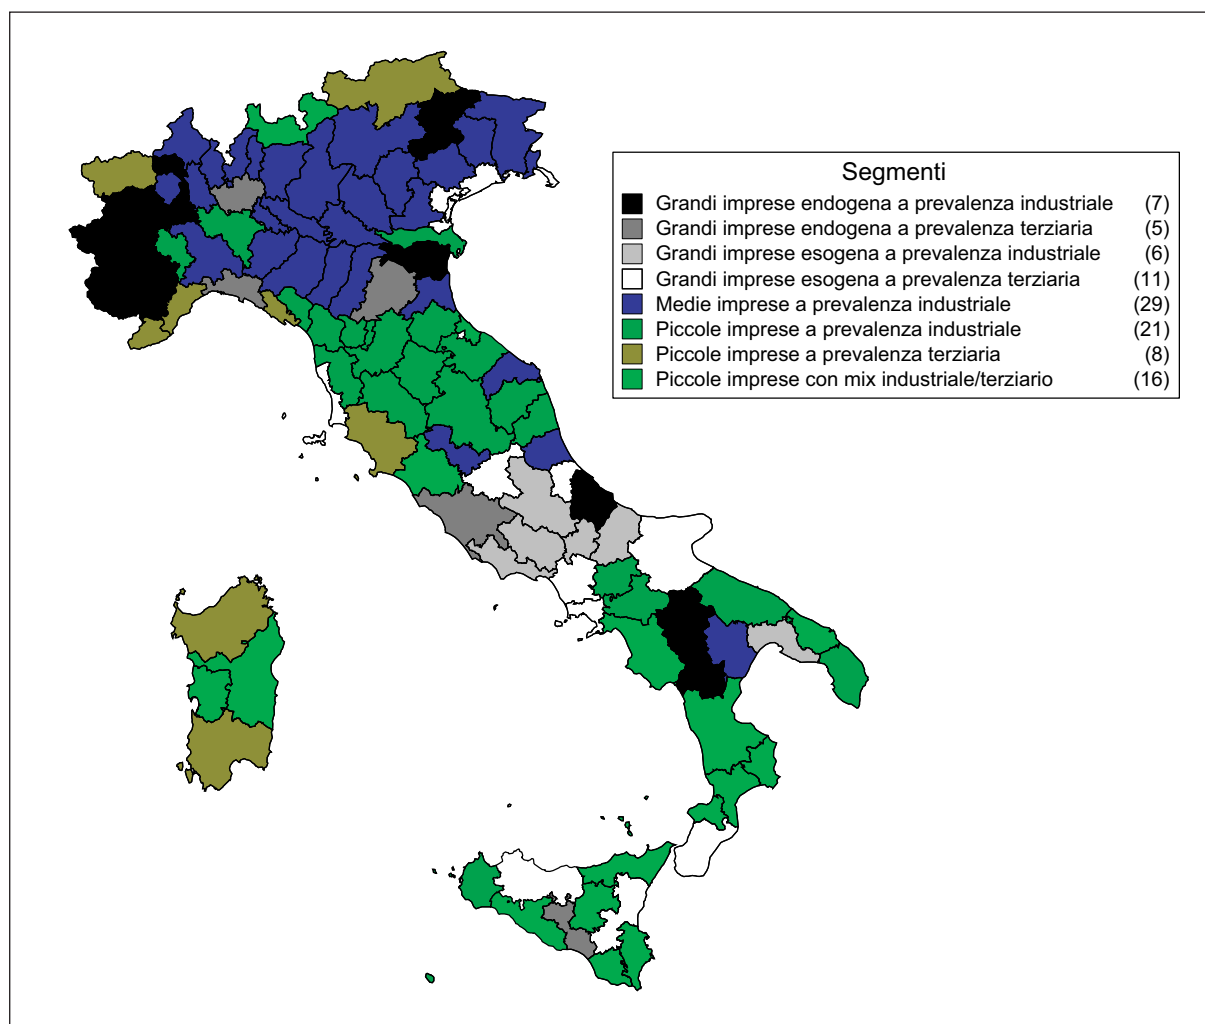 Segmenti
Grandi imprese endogena a prevalenza industriale (7)
Grandi imprese endogena a prevalenza terziaria (5)
Grandi imprese esogena a prevalenza industriale (6)
Grandi imprese esogena a prevalenza terziaria (11)
Medie imprese a prevalenza industriale (29)
Piccole imprese a prevalenza industriale (21)
Piccole imprese a prevalenza terziaria (8)
Piccole imprese con mix industriale/terziario (16)